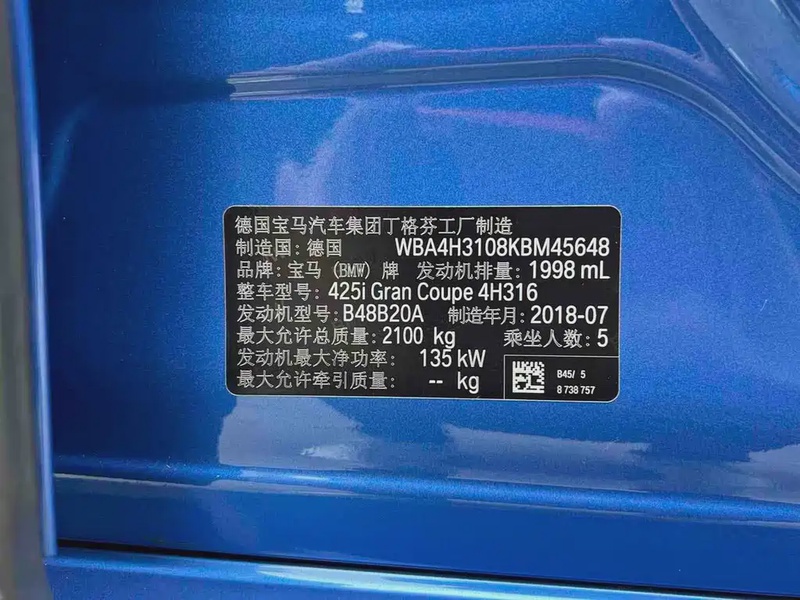 德国宝马汽车集团丁格芬工厂制造
制造国: 德国 WBA4H3108KBM45648
品牌: 宝马 (BMW) 牌 发动机排量: 1998 mL
整车型号: 425i Gran Coupe 4H316
发动机型号: B48B20A 制造年月: 2018-07
最大允许总质量: 2100 kg 乘坐人数: 5
发动机最大净功率: 135 kW
最大允许牵引质量: -- kg
B45/ 5
8 738 757